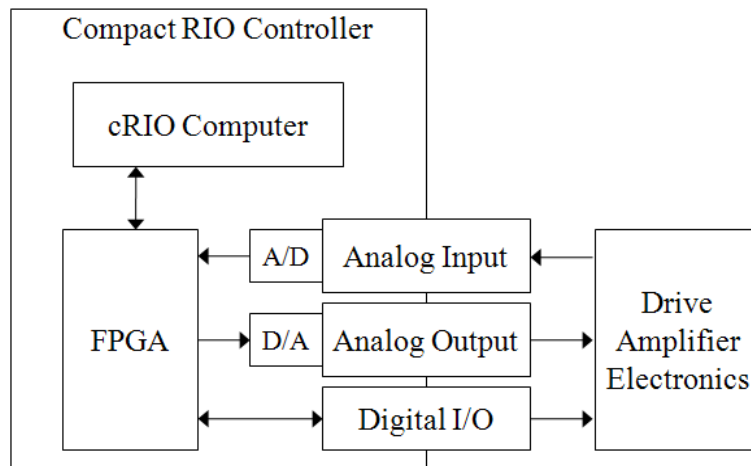 Compact RIO Controller
cRIO Computer
A/D
Analog Input
FPGA
D/A
Analog Output
Digital I/O
Drive
Amplifier
Electronics